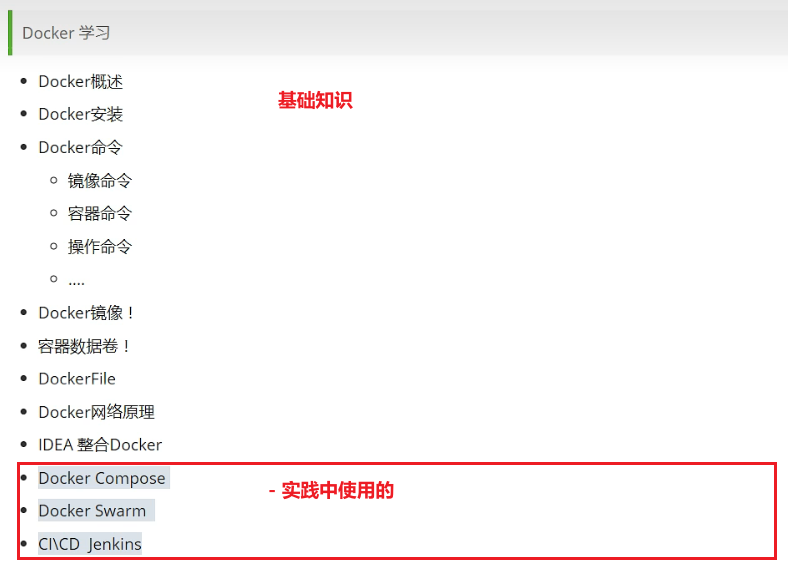 Docker 学习
Docker概述
基础知识
Docker安装
Docker命令
镜像命令
容器命令
操作命令
....
Docker镜像！
容器数据卷！
DockerFile
Docker网络原理
IDEA 整合Docker
Docker Compose
- 实践中使用的
Docker Swarm
CI\CD Jenkins